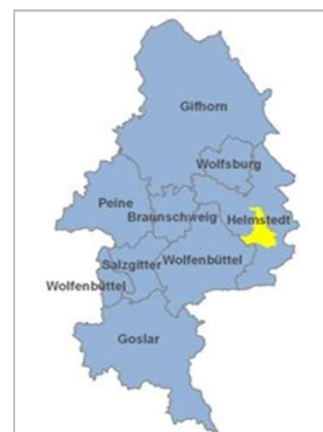 Gifhorn
Wolfsburg
Peine
Braunschweig
Helmstedt
Salzgitter
Wolfenbüttel
Wolfenbüttel
Goslar